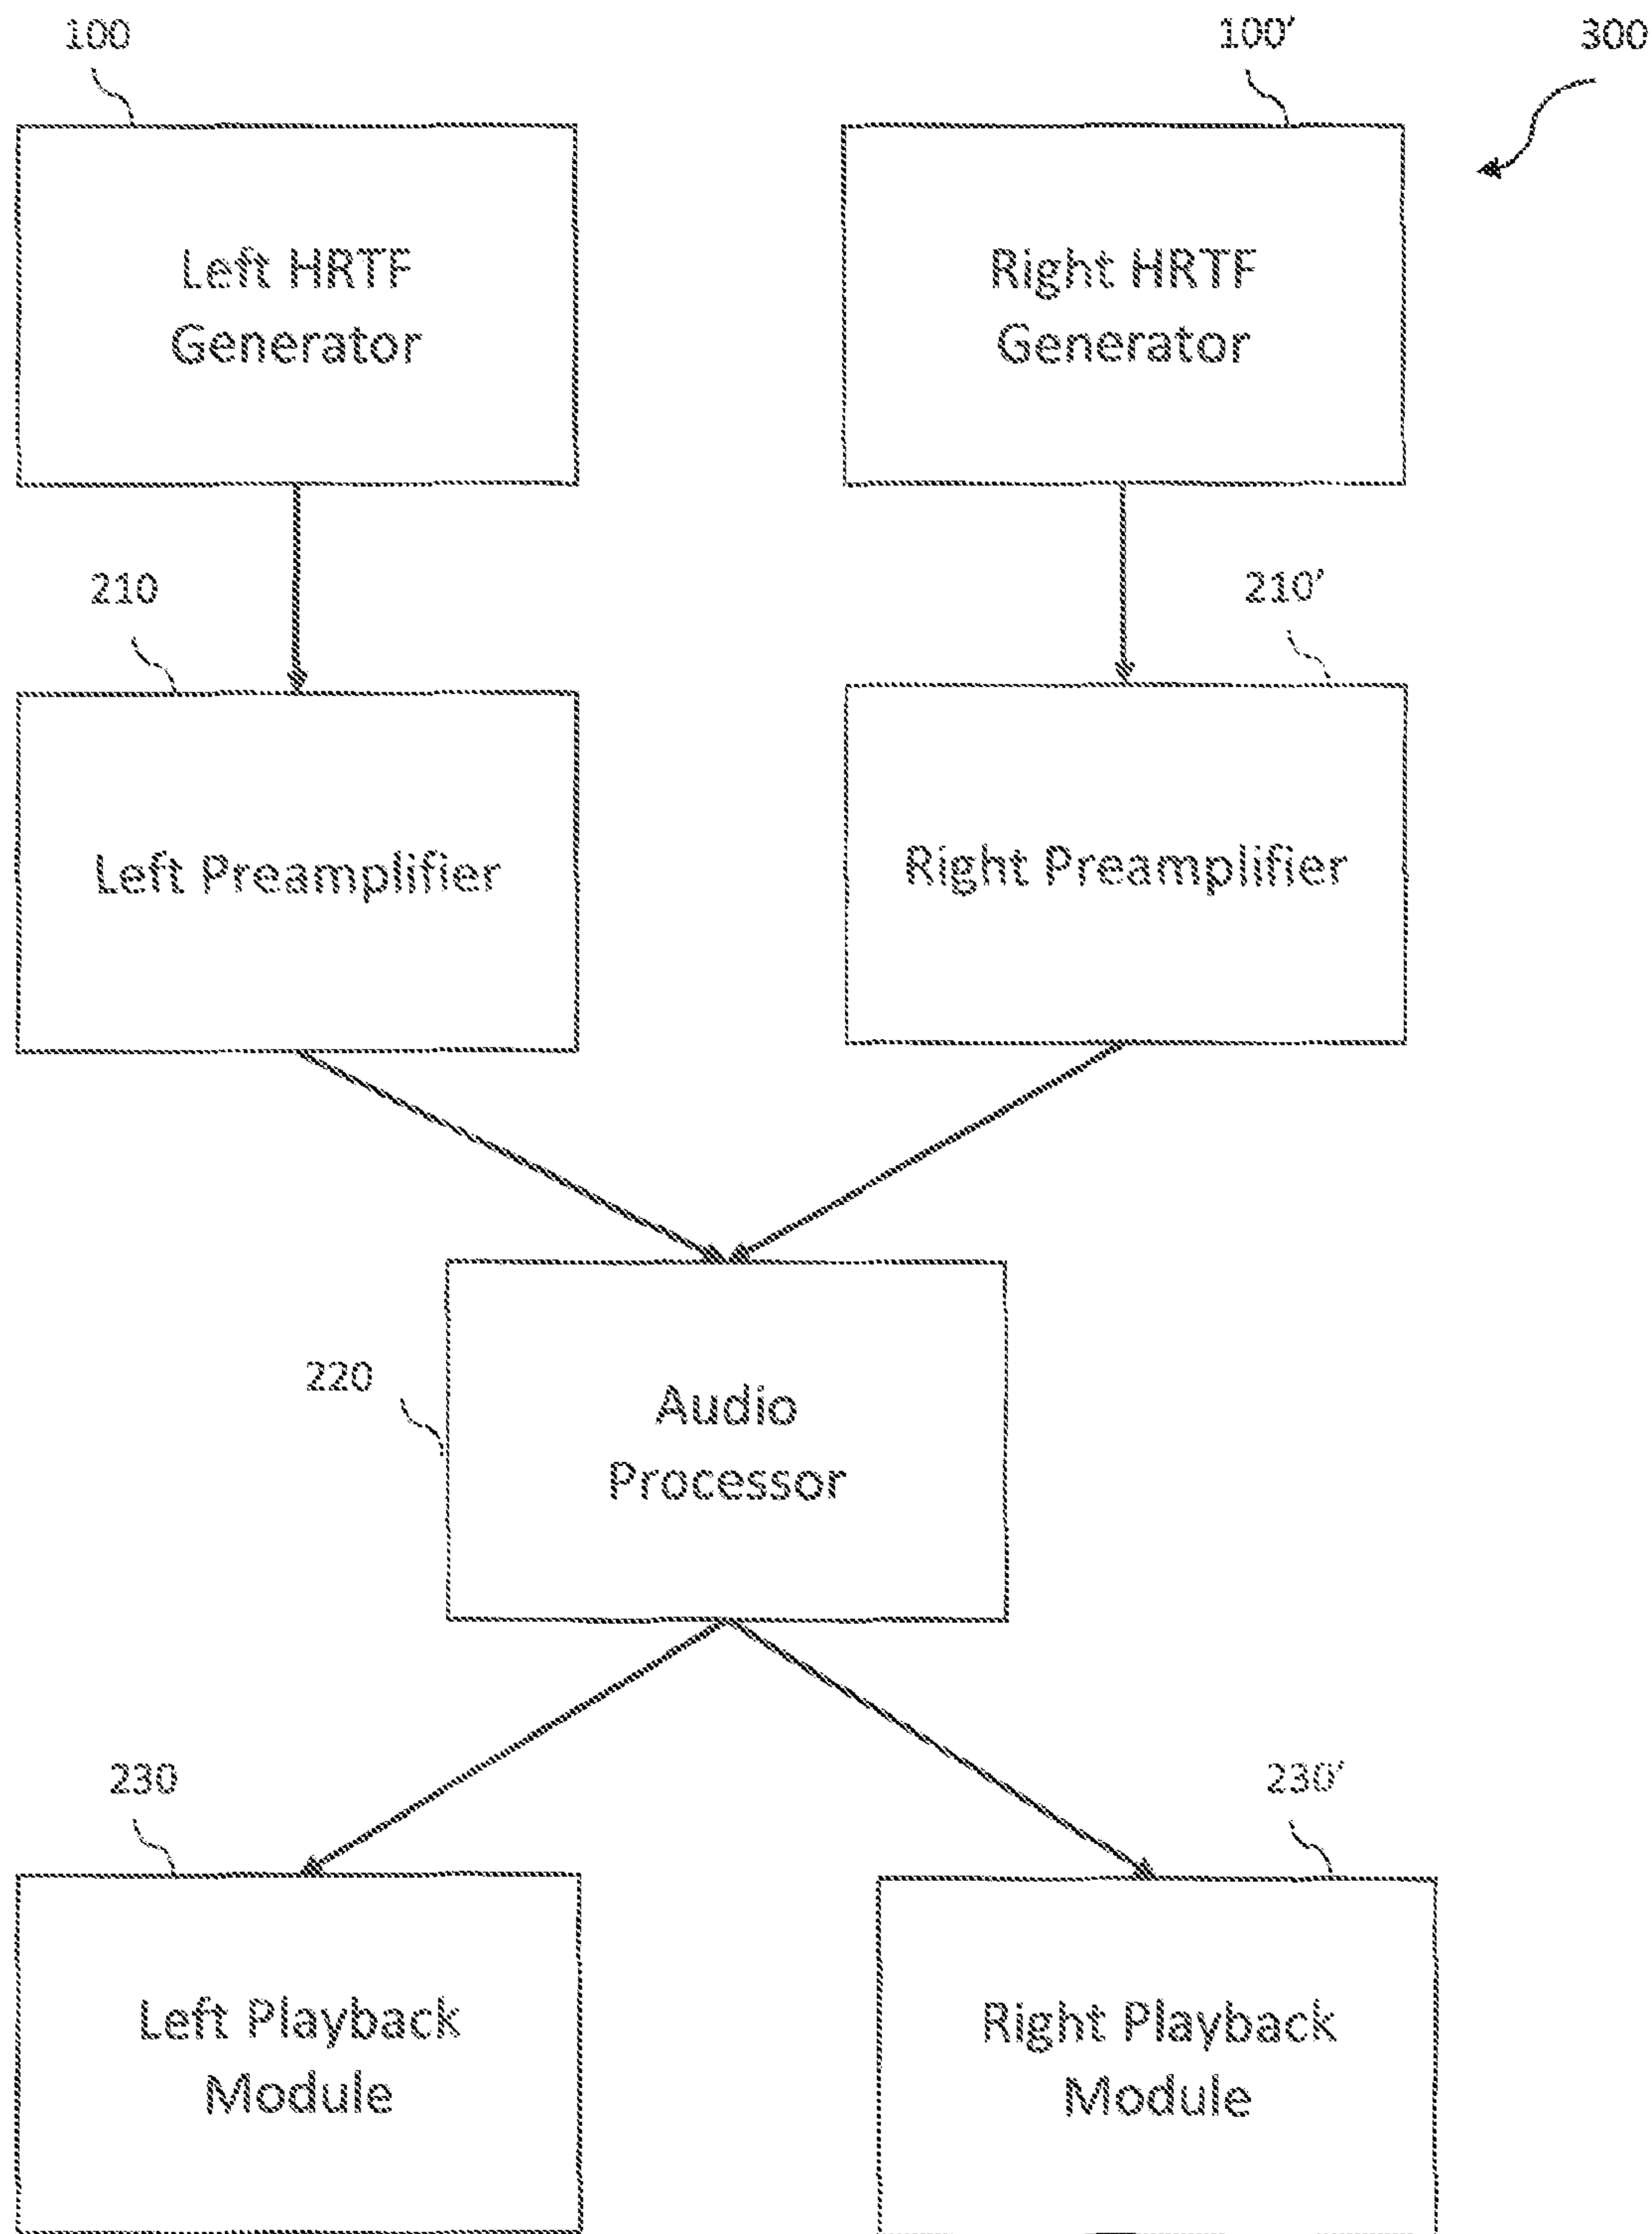 100
100′
300
Left HRTF
Generator
Right HRTF
Generator
210
210′
Left Preamplifier
Right Preamplifier
220
Audio
Processor
230
230′
Left Playback
Module
Right Playback
Module